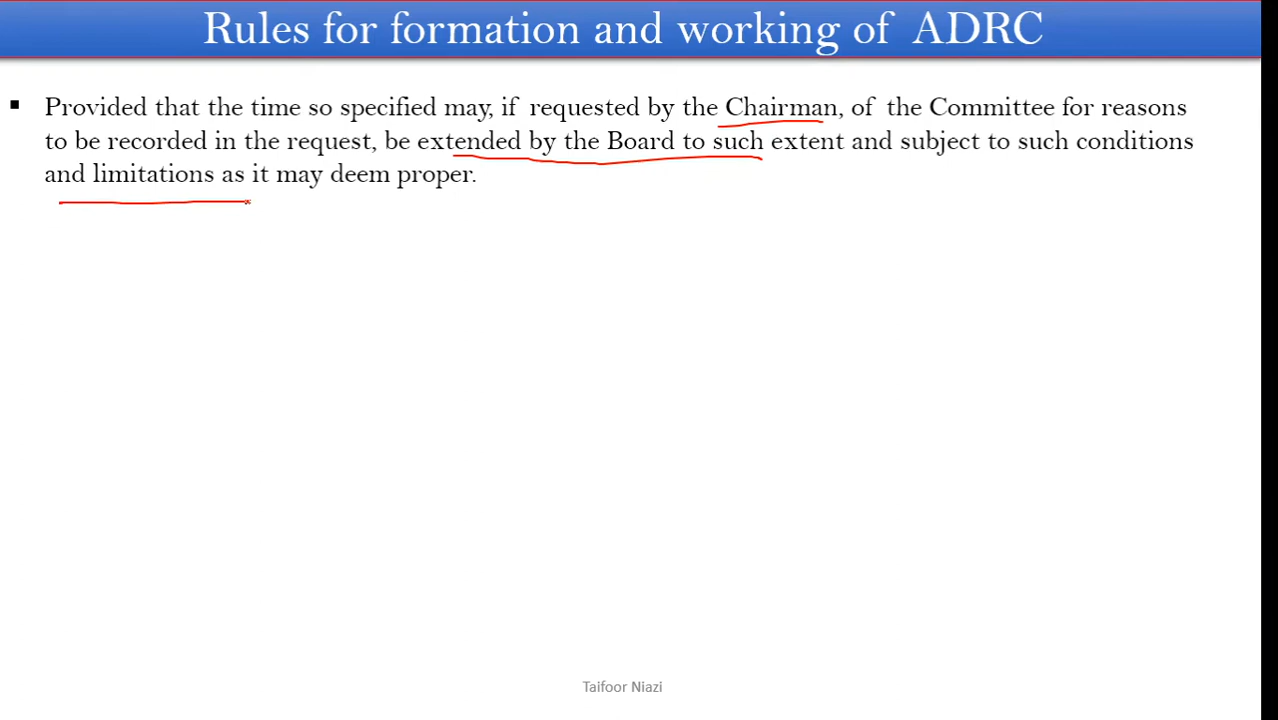 Rules for formation and working of ADRC
▪ Provided that the time so specified may, if requested by the Chairman, of the Committee for reasons
to be recorded in the request, be extended by the Board to such extent and subject to such conditions
and limitations as it may deem proper.
Taifoor Niazi